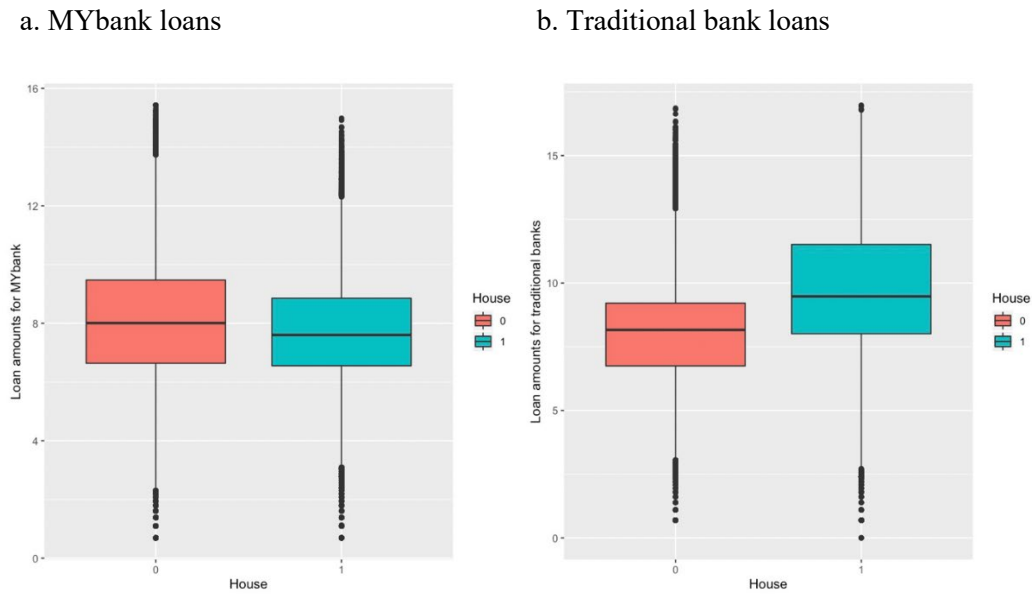 a. MYbank loans
b. Traditional bank loans
Loan amounts for MYbank
16
12
8
4
0
0
1
House
House
0
1
Loan amounts for traditional banks
15
10
5
0
0
1
House
House
0
1